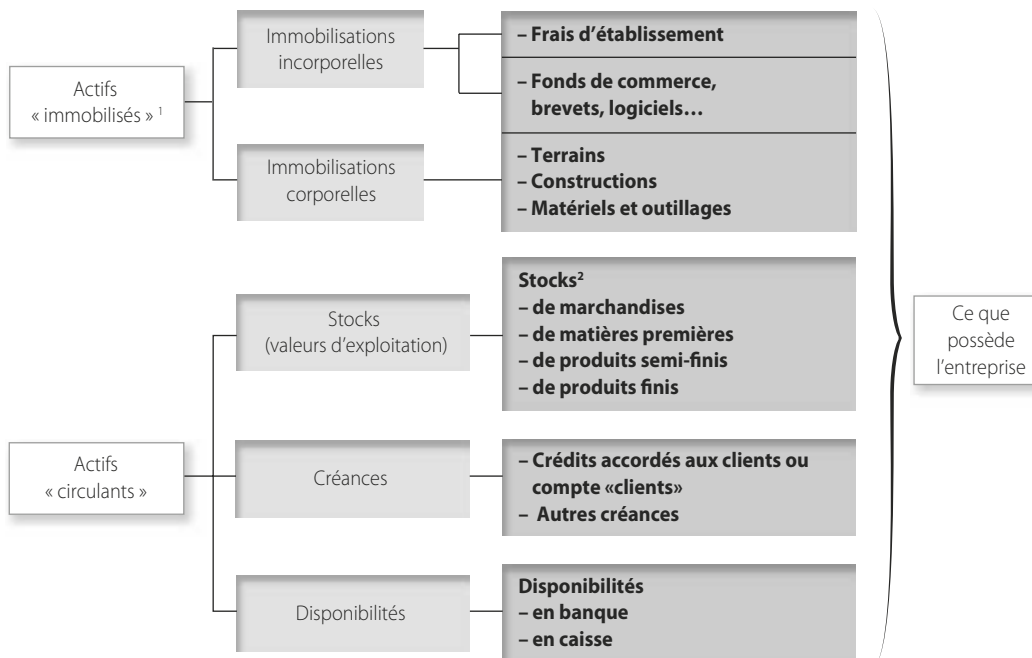 Actifs
« immobilisés » ¹
Immobilisations
incorporelles
– Frais d’établissement
– Fonds de commerce,
brevets, logiciels…
Immobilisations
corporelles
– Terrains
– Constructions
– Matériels et outillages
Actifs
« circulants »
Stocks
(valeurs d’exploitation)
Stocks²
– de marchandises
– de matières premières
– de produits semi-finis
– de produits finis
Créances
– Crédits accordés aux clients ou
compte «clients»
– Autres créances
Disponibilités
Disponibilités
– en banque
– en caisse
Ce que
possède
l’entreprise